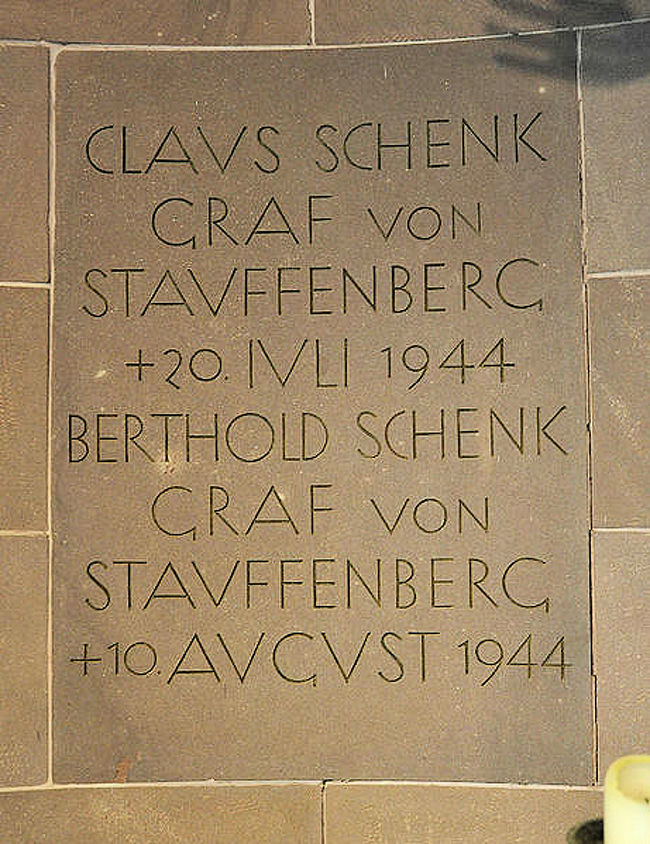 CLAVS SCHENK
GRAF VON
STAVFFENBERG
+20. IVLI 1944
BERTHOLD SCHENK
GRAF VON
STAVFFENBERG
+10. AVGVST 1944